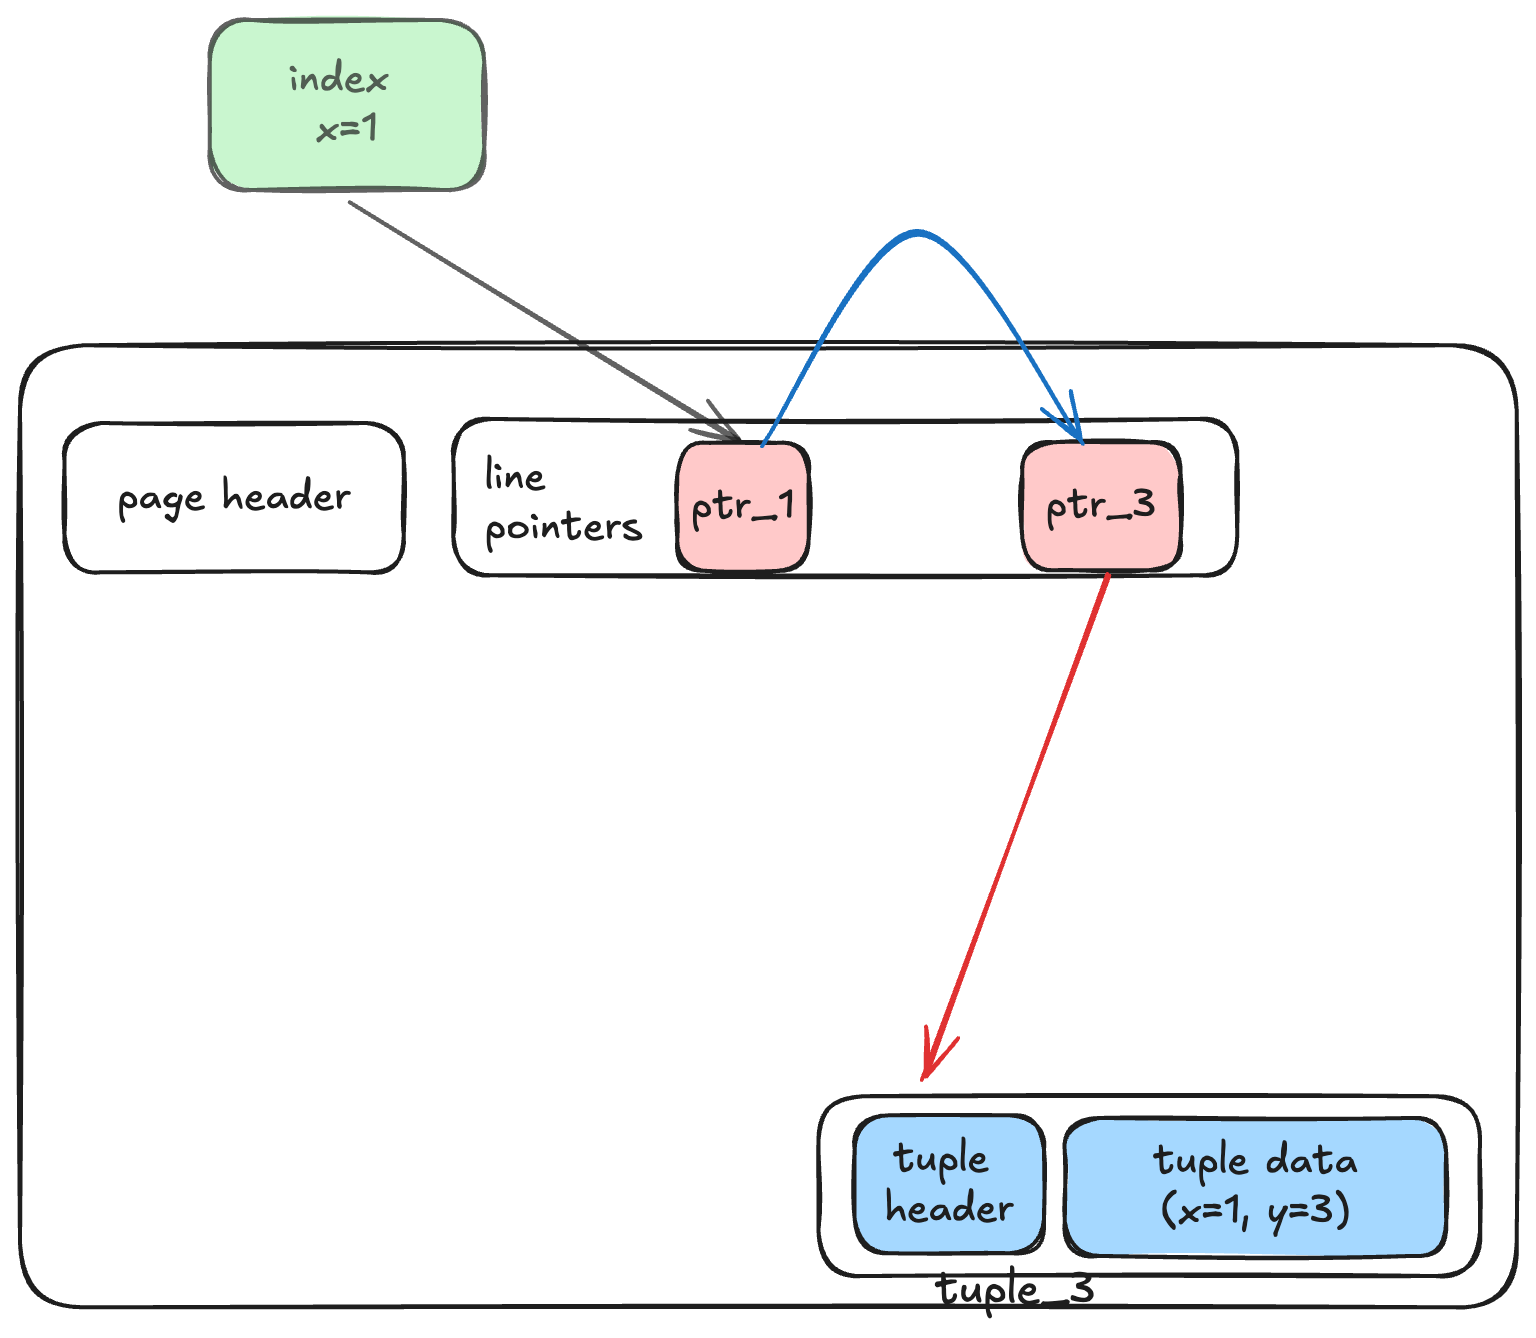 index
x=1
page header
line
pointers
ptr_1
ptr_3
tuple
header
tuple data
(x=1, y=3)
tuple_3